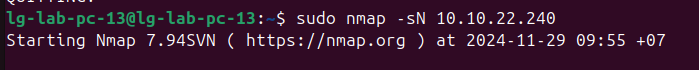 lg-lab-pc-13@lg-lab-pc-13:~$ sudo nmap -sN 10.10.22.240
Starting Nmap 7.94SVN ( https://nmap.org ) at 2024-11-29 09:55 +07